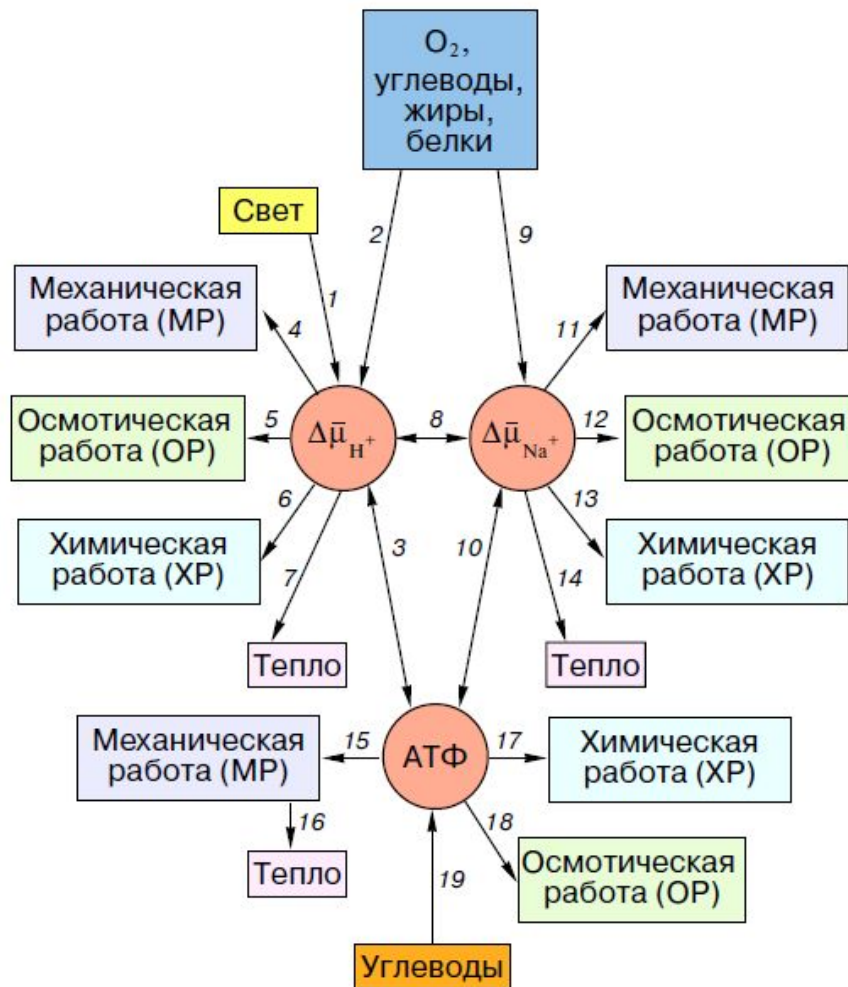 O₂,
углеводы,
жиры,
белки
Свет
2
9
1
Механическая
работа (МР)
4
11
Механическая
работа (МР)
Осмотическая
работа (ОР)
5
Δμ̄ H⁺
8
Δμ̄ Na⁺
12
Осмотическая
работа (ОР)
6
13
Химическая
работа (ХР)
7
3
10
14
Химическая
работа (ХР)
Тепло
Тепло
Механическая
работа (МР)
15
АТФ
17
Химическая
работа (ХР)
16
18
Тепло
19
Осмотическая
работа (ОР)
Углеводы